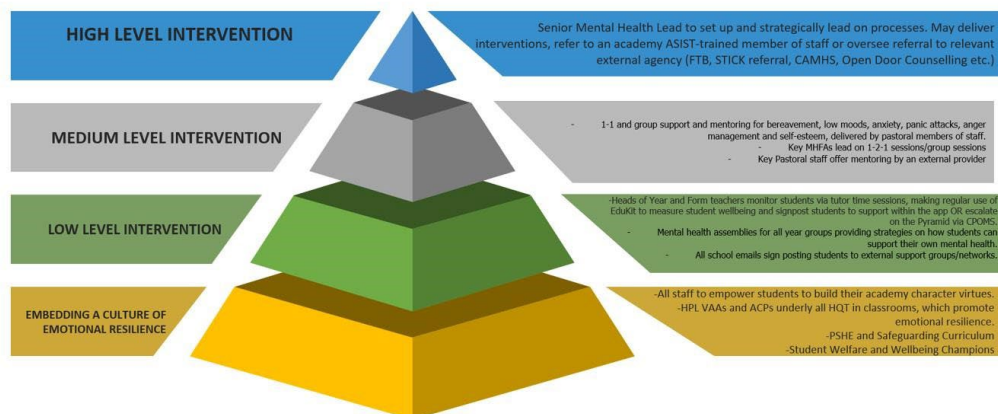 HIGH LEVEL INTERVENTION
Senior Mental Health Lead to set up and strategically lead on processes. May deliver
interventions, refer to an academy ASIST-trained member of staff or oversee referral to relevant
external agency (FTB, STICK referral, CAMHS, Open Door Counselling etc.)
MEDIUM LEVEL INTERVENTION
- 1-1 and group support and mentoring for bereavement, low moods, anxiety, panic attacks, anger
management and self-esteem, delivered by pastoral members of staff.
- Key MHFAs lead on 1-2-1 sessions/group sessions
- Key Pastoral staff offer mentoring by an external provider
LOW LEVEL INTERVENTION
-Heads of Year and Form teachers monitor students via tutor time sessions, making regular use of
EduKit to measure student wellbeing and signpost students to support within the app OR escalate
on the Pyramid via CPOMS.
- Mental health assemblies for all year groups providing strategies on how students can
support their own mental health.
- All school emails sign posting students to external support groups/networks.
EMBEDDING A CULTURE OF
EMOTIONAL RESILIENCE
-All staff to empower students to build their academy character virtues.
-HPL VAAs and ACPs underly all HQT in classrooms, which promote
emotional resilience.
-PSHE and Safeguarding Curriculum
-Student Welfare and Wellbeing Champions